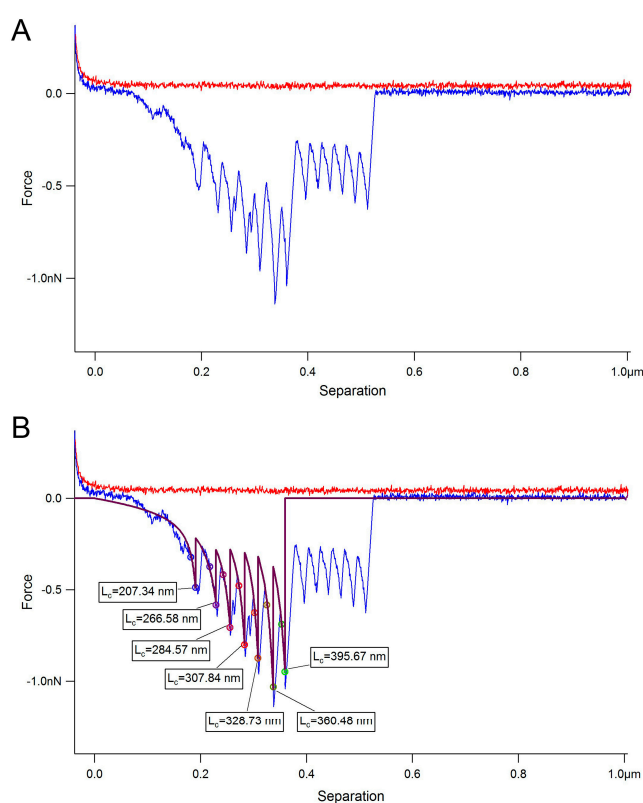 A
0.0
-0.5
-1.0nN
Force
0.0
0.2
0.4
0.6
0.8
1.0µm
Separation
B
0.0
-0.5
-1.0nN
Force
Lc=207.34 nm
Lc=266.58 nm
Lc=284.57 nm
Lc=307.84 nm
Lc=395.67 nm
Lc=328.73 nm
Lc=360.48 nm
0.0
0.2
0.4
0.6
0.8
1.0µm
Separation